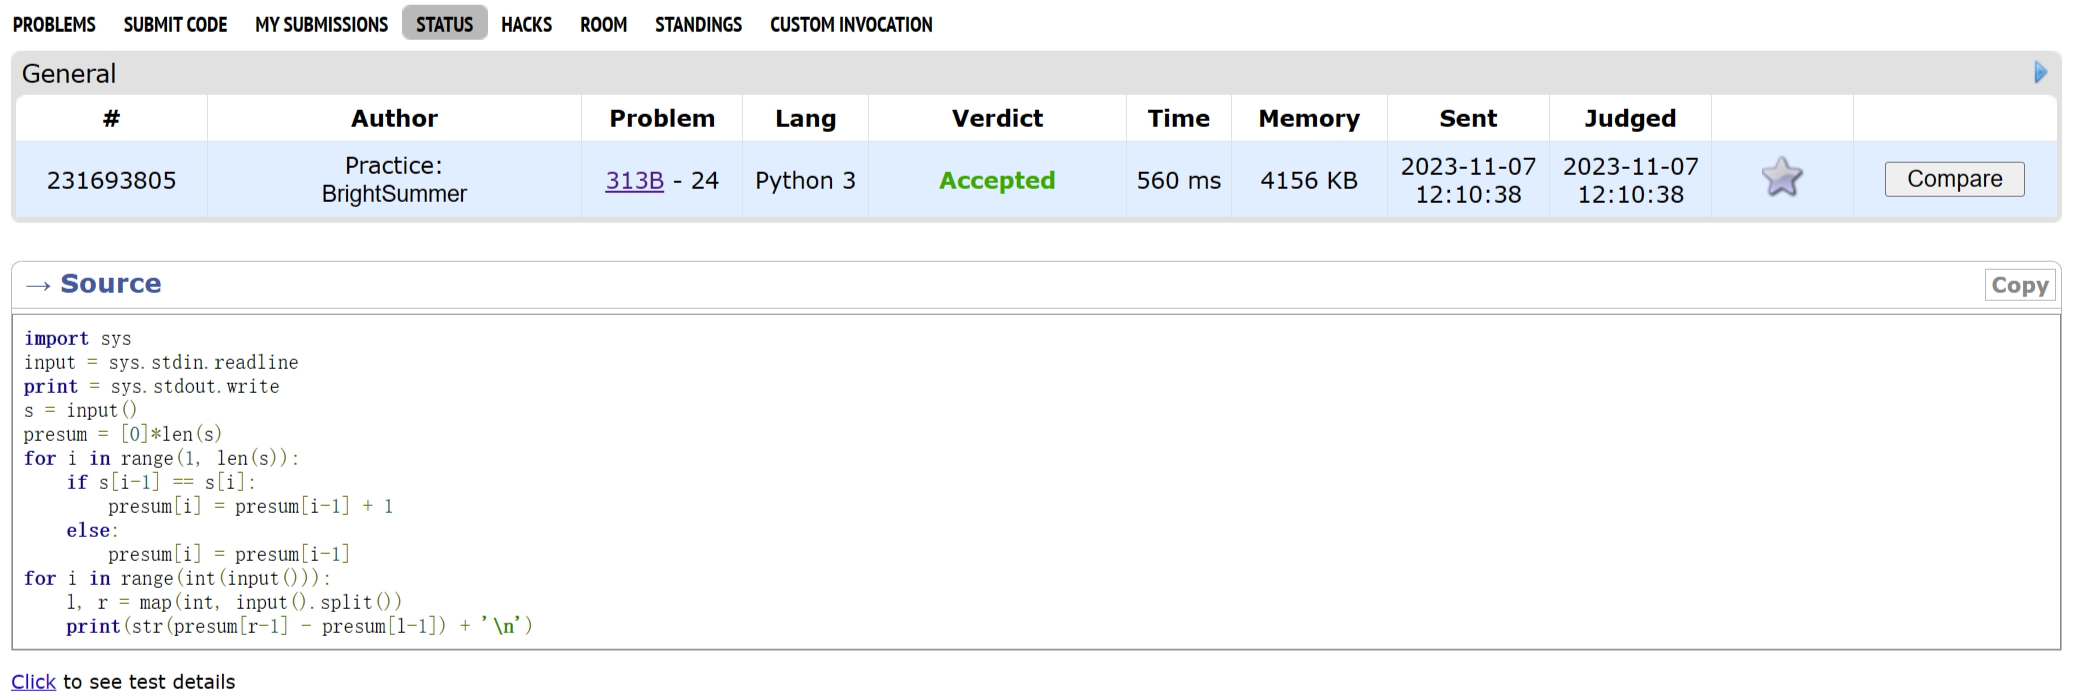 PROBLEMS SUBMIT CODE MY SUBMISSIONS STATUS HACKS ROOM STANDINGS CUSTOM INVOCATION
General
# Author Problem Lang Verdict Time Memory Sent Judged
231693805 Practice: BrightSummer 313B - 24 Python 3 Accepted 560 ms 4156 KB 2023-11-07 12:10:38 2023-11-07 12:10:38 Compare
→ Source Copy
import sys
input = sys.stdin.readline
print = sys.stdout.write
s = input()
presum = [0]*len(s)
for i in range(1, len(s)):
    if s[i-1] == s[i]:
        presum[i] = presum[i-1] + 1
    else:
        presum[i] = presum[i-1]
for i in range(int(input())):
    l, r = map(int, input().split())
    print(str(presum[r-1] - presum[l-1]) + '\n')
Click to see test details